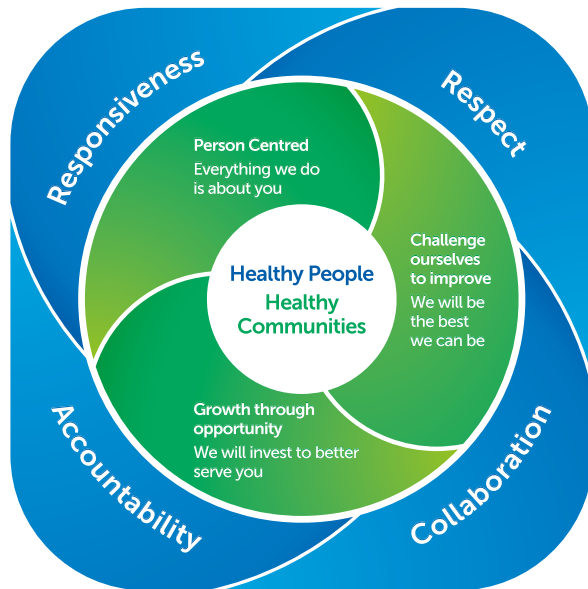 Responsiveness
Respect
Person Centred
Everything we do
is about you
Challenge
ourselves
to improve
We will be
the best
we can be
Healthy People
Healthy
Communities
Growth through
opportunity
We will invest to better
serve you
Accountability
Collaboration